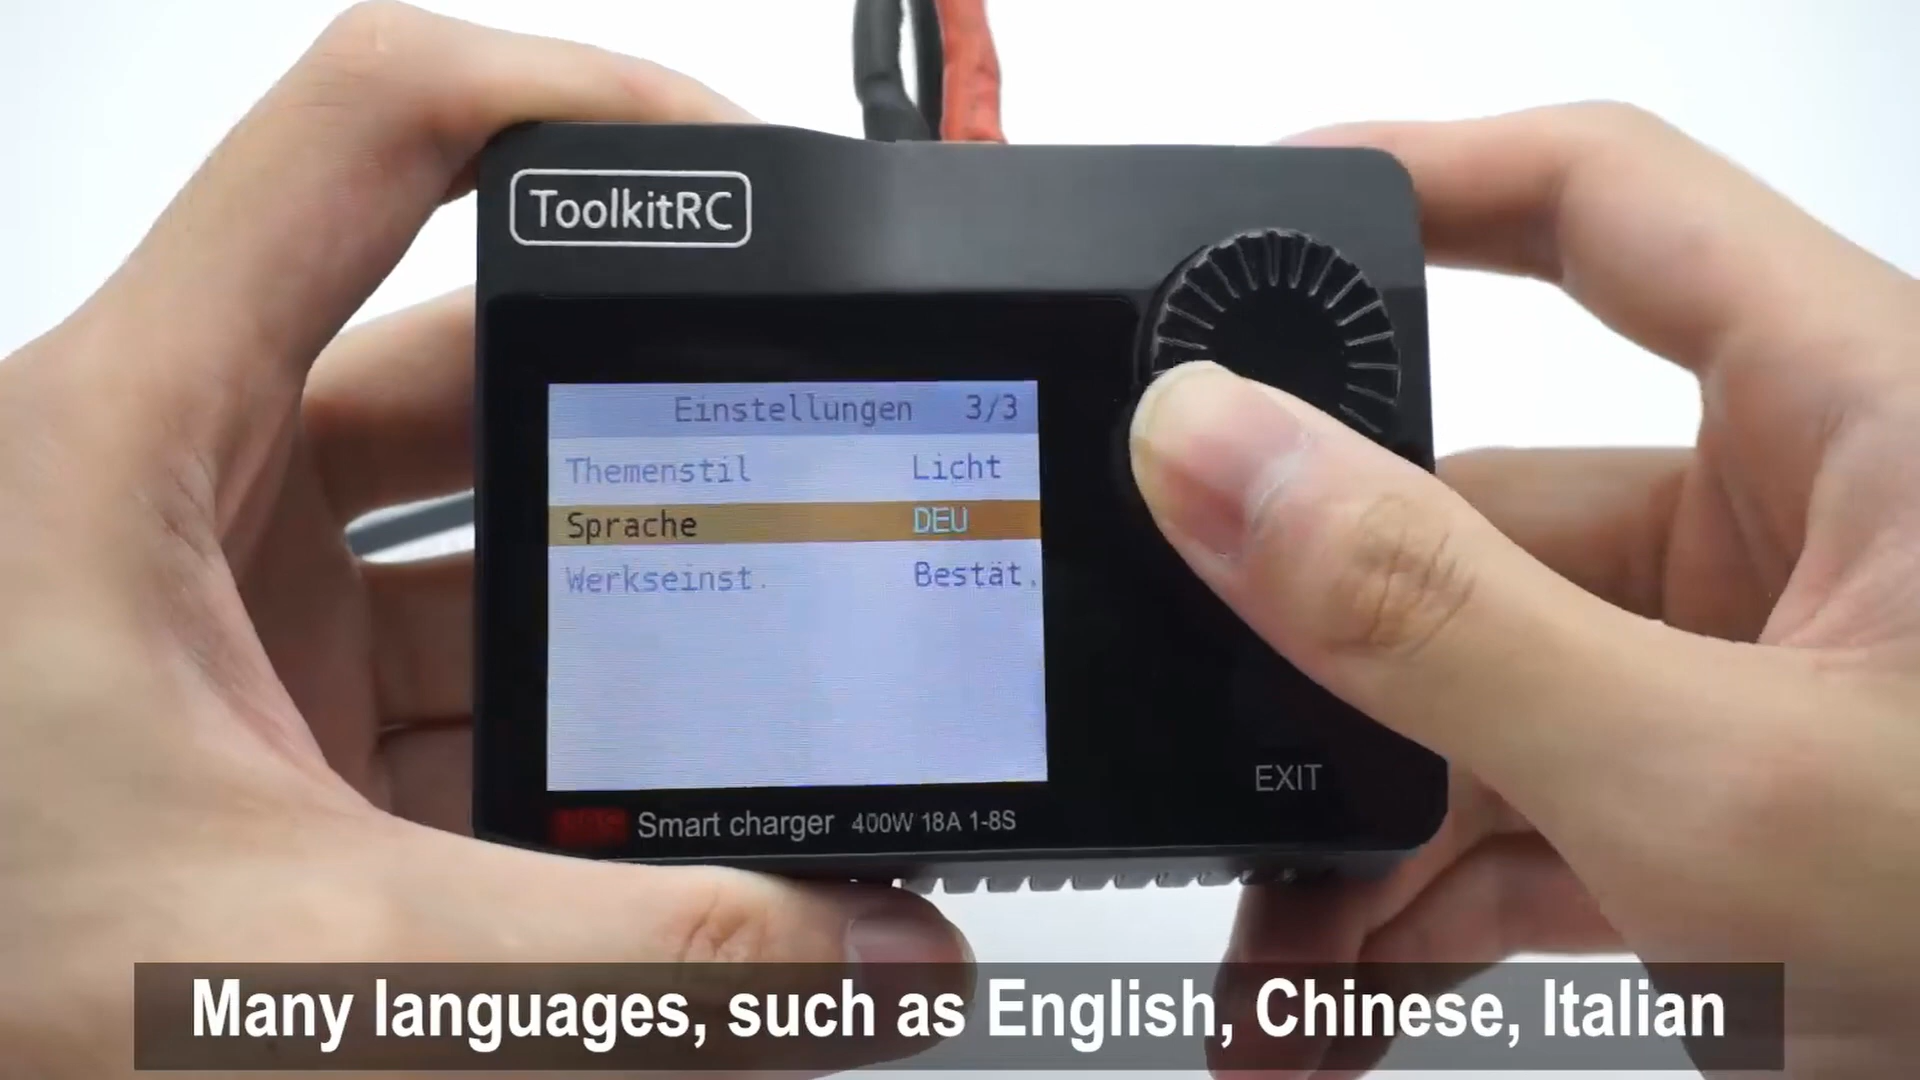 ToolkitRC
Einstellungen 3/3
Themenstil Licht
Sprache DEU
Werkseinst. Bestät.
Smart charger 400W 18A 1-8S
EXIT
Many languages, such as English, Chinese, Italian